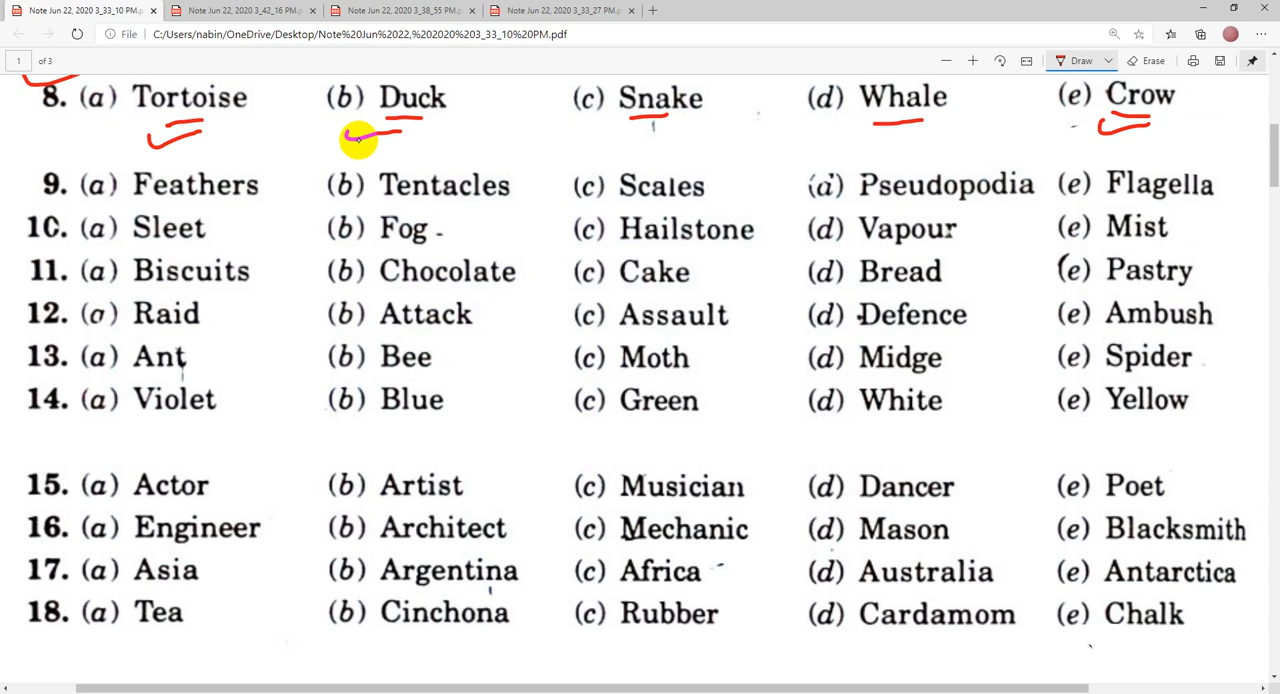 Note Jun 22, 2020 3_33_10 PM.p Note Jun 22, 2020 3_42_16 PM.p Note Jun 22, 2020 3_38_55 PM.p Note Jun 22, 2020 3_33_27 PM.p
File C:/Users/nabin/OneDrive/Desktop/Note%20Jun%2022,%202020%203_33_10%20PM.pdf
1 of 3 Draw Erase
8. (a) Tortoise (b) Duck (c) Snake (d) Whale (e) Crow
9. (a) Feathers (b) Tentacles (c) Scales (d) Pseudopodia (e) Flagella
10. (a) Sleet (b) Fog (c) Hailstone (d) Vapour (e) Mist
11. (a) Biscuits (b) Chocolate (c) Cake (d) Bread (e) Pastry
12. (a) Raid (b) Attack (c) Assault (d) Defence (e) Ambush
13. (a) Ant (b) Bee (c) Moth (d) Midge (e) Spider
14. (a) Violet (b) Blue (c) Green (d) White (e) Yellow
15. (a) Actor (b) Artist (c) Musician (d) Dancer (e) Poet
16. (a) Engineer (b) Architect (c) Mechanic (d) Mason (e) Blacksmith
17. (a) Asia (b) Argentina (c) Africa (d) Australia (e) Antarctica
18. (a) Tea (b) Cinchona (c) Rubber (d) Cardamom (e) Chalk